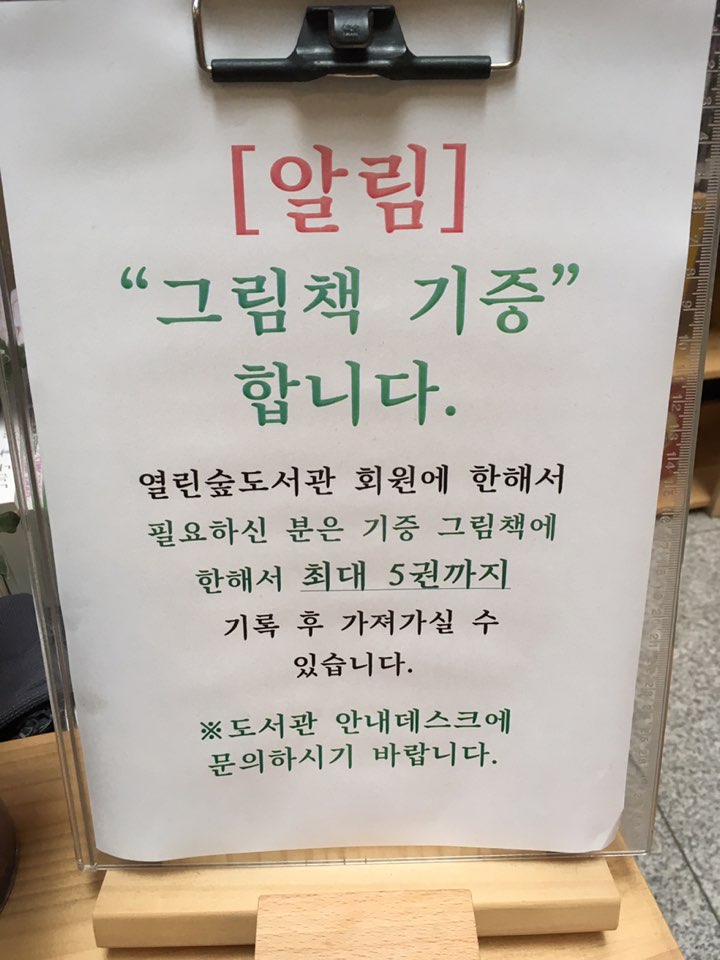 [알림]
“그림책 기증”
합니다.
열린숲도서관 회원에 한해서
필요하신 분은 기증 그림책에
한해서 최대 5권까지
기록 후 가져가실 수
있습니다.
※도서관 안내데스크에
문의하시기 바랍니다.